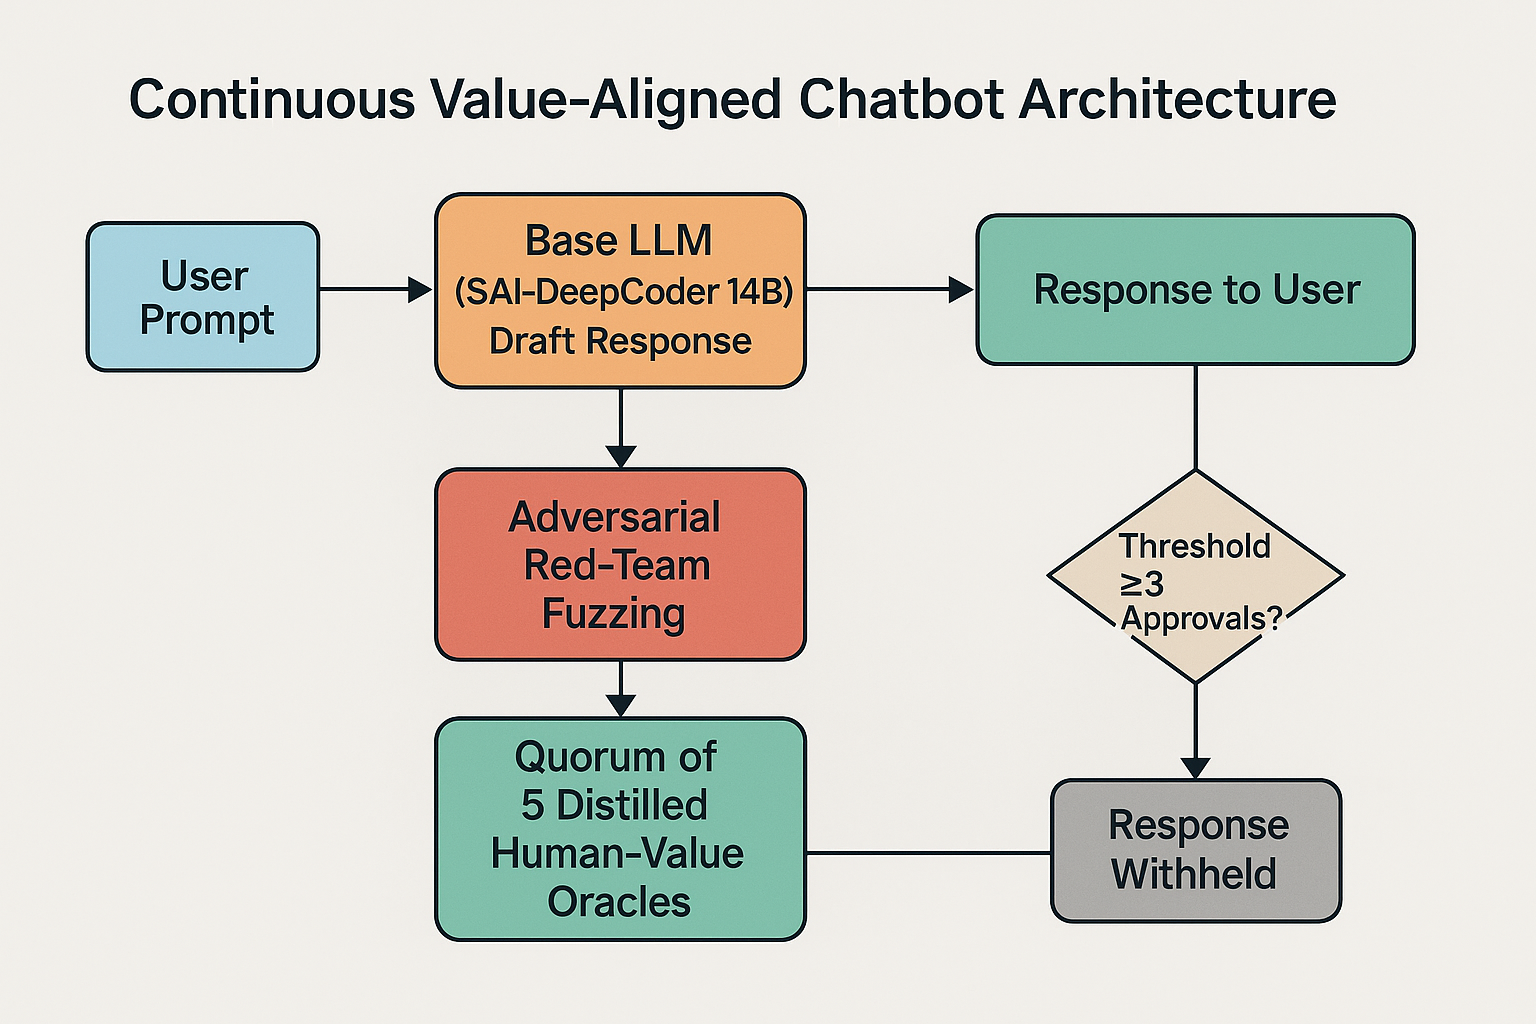 Continuous Value-Aligned Chatbot Architecture
User
Prompt
Base LLM
(SAI-DeepCoder 14B)
Draft Response
Response to User
Adversarial
Red-Team
Fuzzing
Threshold
≥3
Approvals?
Quorum of
5 Distilled
Human-Value
Oracles
Response
Withheld